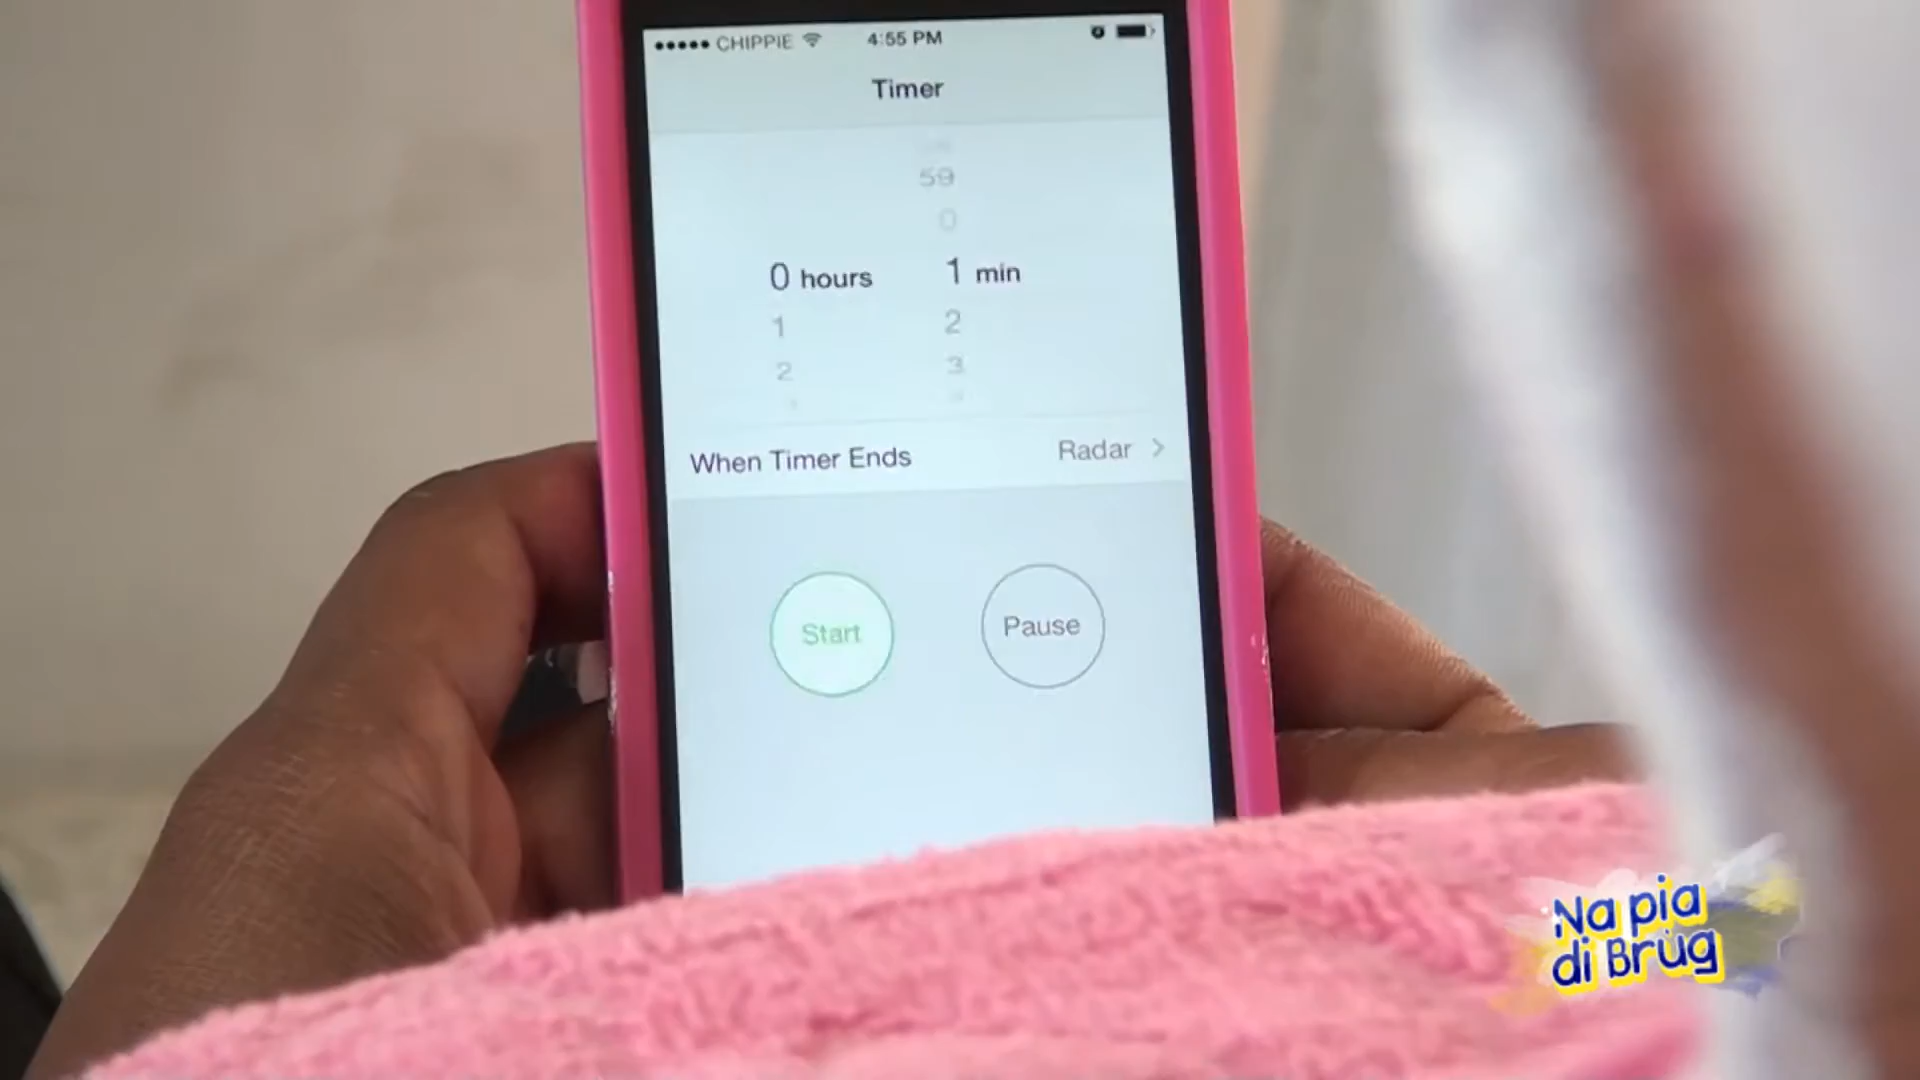 CHIPPIE 4:55 PM
Timer
59
0
0 hours 1 min
1 2
2 3
When Timer Ends Radar >
Start Pause
Na pia
di Brug